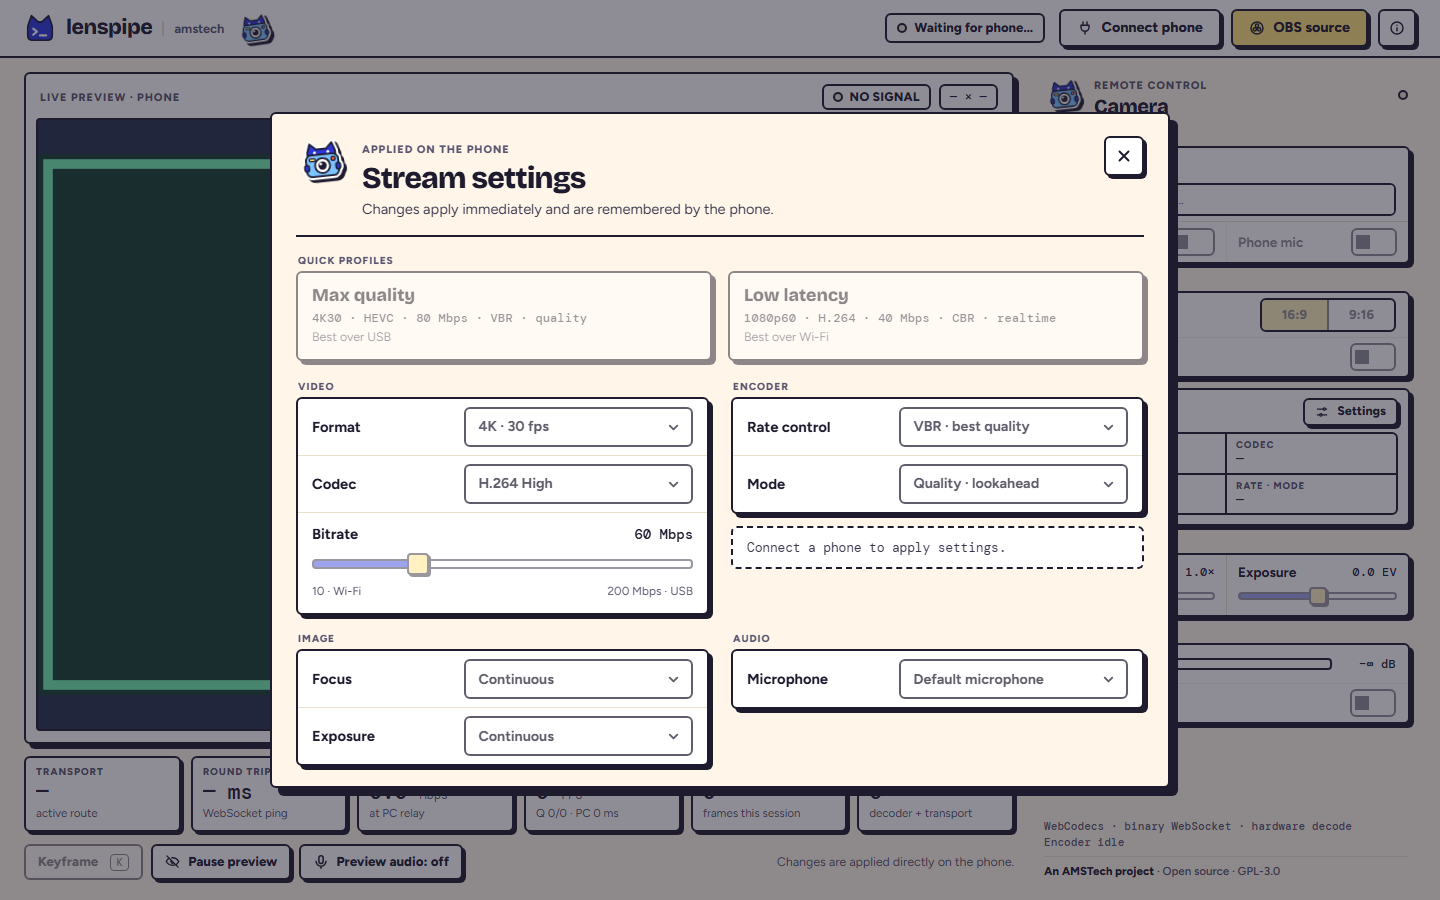 lenspipe
amstech
Waiting for phone...
Connect phone
OBS source
LIVE PREVIEW · PHONE
NO SIGNAL
— × —
REMOTE CONTROL
Camera
APPLIED ON THE PHONE
Stream settings
Changes apply immediately and are remembered by the phone.
QUICK PROFILES
Max quality
4K30 · HEVC · 80 Mbps · VBR · quality
Best over USB
Low latency
1080p60 · H.264 · 40 Mbps · CBR · realtime
Best over Wi-Fi
Phone mic
16:9
9:16
VIDEO
Format
4K · 30 fps
Codec
H.264 High
Bitrate
60 Mbps
10 · Wi-Fi
200 Mbps · USB
ENCODER
Rate control
VBR · best quality
Mode
Quality · lookahead
Connect a phone to apply settings.
Settings
CODEC
—
RATE · MODE
—
1.0×
Exposure
0.0 EV
IMAGE
Focus
Continuous
Exposure
Continuous
AUDIO
Microphone
Default microphone
-∞ dB
TRANSPORT
—
active route
ROUND TRIP
— ms
WebSocket ping
at PC relay
Q 0/0 · PC 0 ms
frames this session
decoder + transport
Keyframe K
Pause preview
Preview audio: off
Changes are applied directly on the phone.
WebCodecs · binary WebSocket · hardware decode
Encoder idle
An AMSTech project · Open source · GPL-3.0